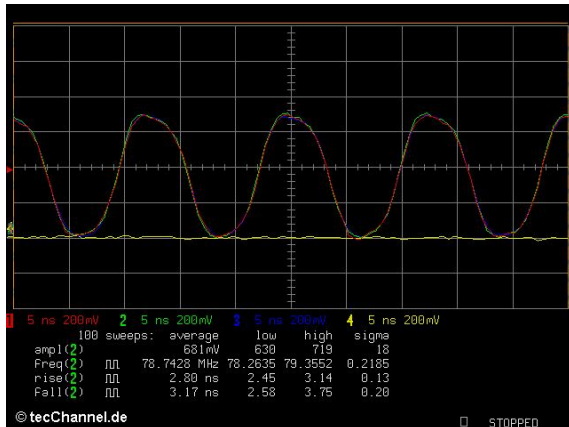 1 5 ns 200mV 2 5 ns 200mV 3 5 ns 200mV 4 5 ns 200mV
100 sweeps: average low high sigma
ampl(2) 681mV 630 719 18
Freq(2) 78.7428 MHz 78.2635 79.3552 0.2185
rise(2) 2.80 ns 2.45 3.14 0.13
Fall(2) 3.17 ns 2.58 3.75 0.20
© tecChannel.de
STOPPED